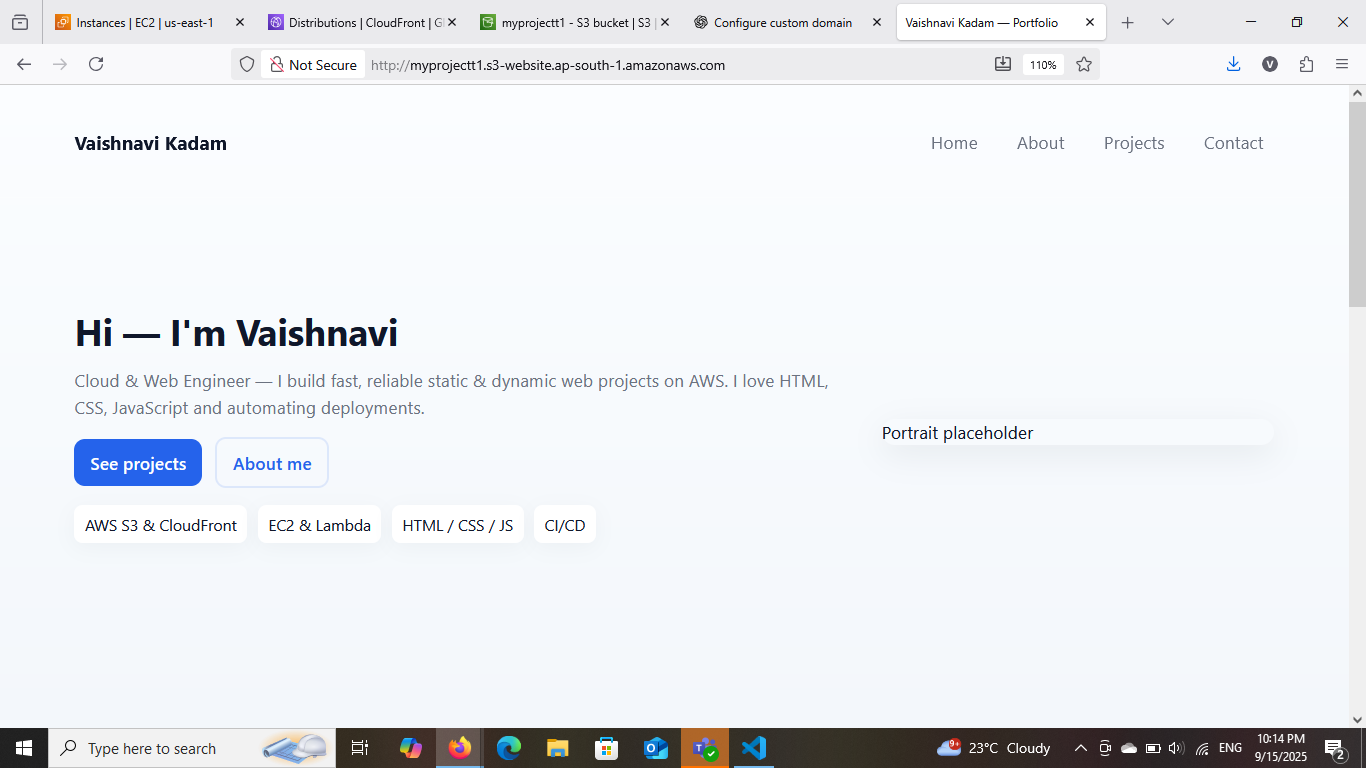 Instances | EC2 | us-east-1
Distributions | CloudFront | Gl
myprojectt1 - S3 bucket | S3 |
Configure custom domain
Vaishnavi Kadam — Portfolio
Not Secure
http://myprojectt1.s3-website.ap-south-1.amazonaws.com
110%
V
Vaishnavi Kadam
Home
About
Projects
Contact
Hi — I'm Vaishnavi
Cloud & Web Engineer — I build fast, reliable static & dynamic web projects on AWS. I love HTML,
CSS, JavaScript and automating deployments.
Portrait placeholder
See projects
About me
AWS S3 & CloudFront
EC2 & Lambda
HTML / CSS / JS
CI/CD
Type here to search
9+
23°C Cloudy
ENG
10:14 PM
9/15/2025
2